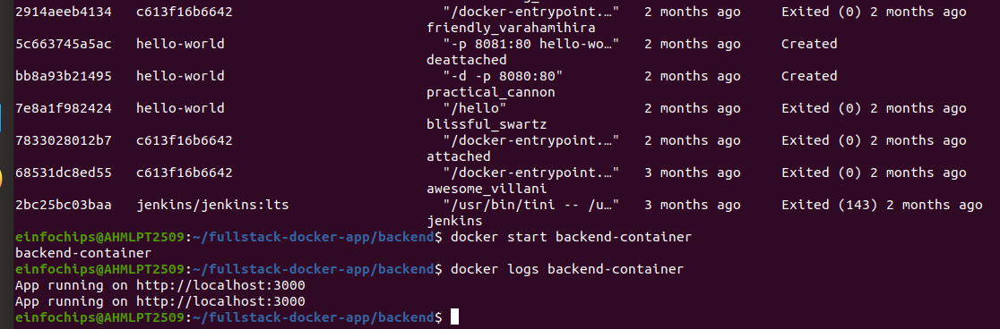 2914aeeb4134 c613f16b6642 "/docker-entrypoint.…" 2 months ago Exited (0) 2 months ago
friendly_varahamihira
5c663745a5ac hello-world "-p 8081:80 hello-wo…" 2 months ago Created
deattached
bb8a93b21495 hello-world "-d -p 8080:80" 2 months ago Created
practical_cannon
7e8a1f982424 hello-world "/hello" 2 months ago Exited (0) 2 months ago
blissful_swartz
7833028012b7 c613f16b6642 "/docker-entrypoint.…" 2 months ago Exited (0) 2 months ago
attached
68531dc8ed55 c613f16b6642 "/docker-entrypoint.…" 3 months ago Exited (0) 2 months ago
awesome_villani
2bc25bc03baa jenkins/jenkins:lts "/usr/bin/tini -- /u…" 3 months ago Exited (143) 2 months ago
jenkins
einfochips@AHMLPT2509:~/fullstack-docker-app/backend$ docker start backend-container
backend-container
einfochips@AHMLPT2509:~/fullstack-docker-app/backend$ docker logs backend-container
App running on http://localhost:3000
App running on http://localhost:3000
einfochips@AHMLPT2509:~/fullstack-docker-app/backend$